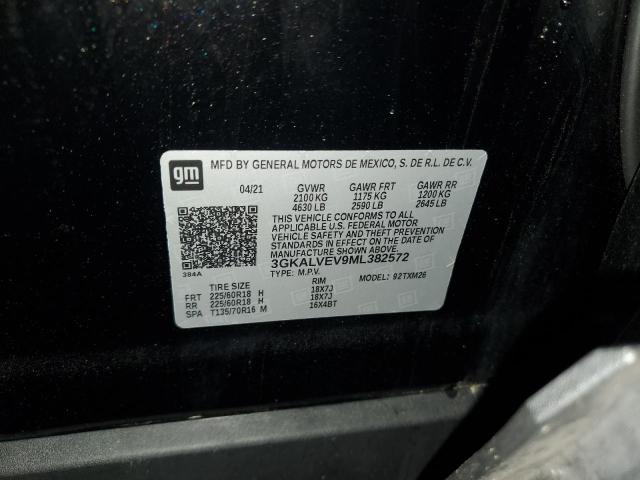 gm MFD BY GENERAL MOTORS DE MEXICO, S. DE R.L. DE C.V.
04/21 GVWR GAWR FRT GAWR RR
2100 KG 1175 KG 1200 KG
4630 LB 2590 LB 2645 LB
THIS VEHICLE CONFORMS TO ALL
APPLICABLE U.S. FEDERAL MOTOR
VEHICLE SAFETY AND THEFT PREVENTION
STANDARDS IN EFFECT ON THE DATE OF
MANUFACTURE SHOWN ABOVE.
3GKALVEV9ML382572
384A
TYPE: M.P.V. MODEL: 92TXM26
TIRE SIZE RIM
FRT 225/60R18 H 18X7J
RR 225/60R18 H 18X7J
SPA T135/70R16 M 16X4BT